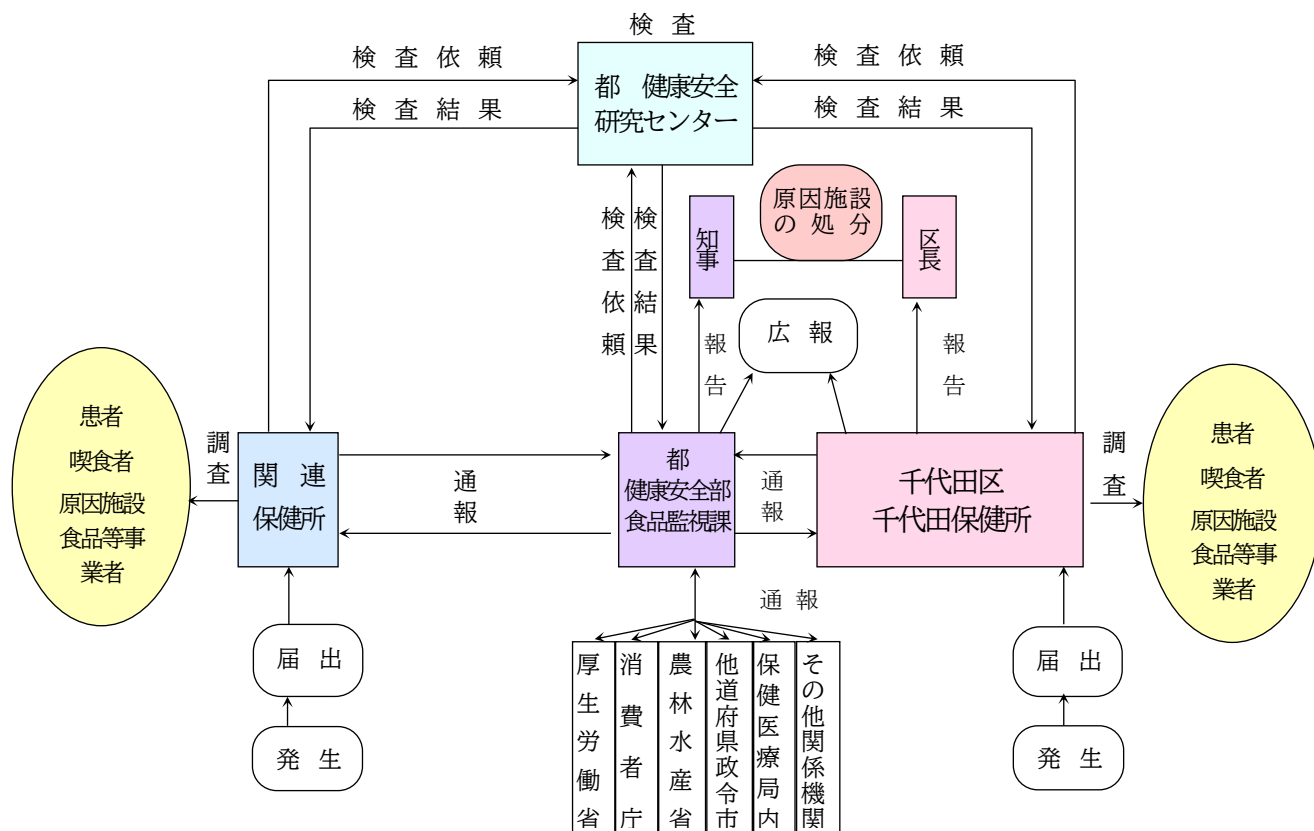 検査
検査依頼
検査依頼
都 健康安全
研究センター
検査結果
検査結果
原因施設
の処分
知事
区長
検査依頼
検査結果
広報
報告
報告
患者
喫食者
原因施設
食品等事
業者
調査
関連
保健所
通報
都
健康安全部
食品監視課
通報
千代田区
千代田保健所
調査
患者
喫食者
原因施設
食品等事
業者
通報
届出
届出
発生
発生
厚生労働省
消費者庁
農林水産省
他道府県政令市
保健医療局内
その他関係機関